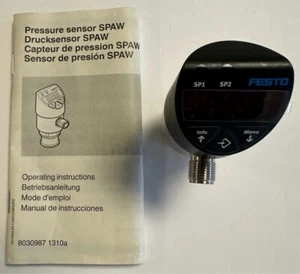 Pressure sensor SPAW
Drucksensor SPAW
Capteur de pression SPAW
Sensor de presión SPAW
Operating instructions
Betriebsanleitung
Mode d'emploi
Manual de instrucciones
8030987 1310a
SP1 SP2
FESTO
Info Menu